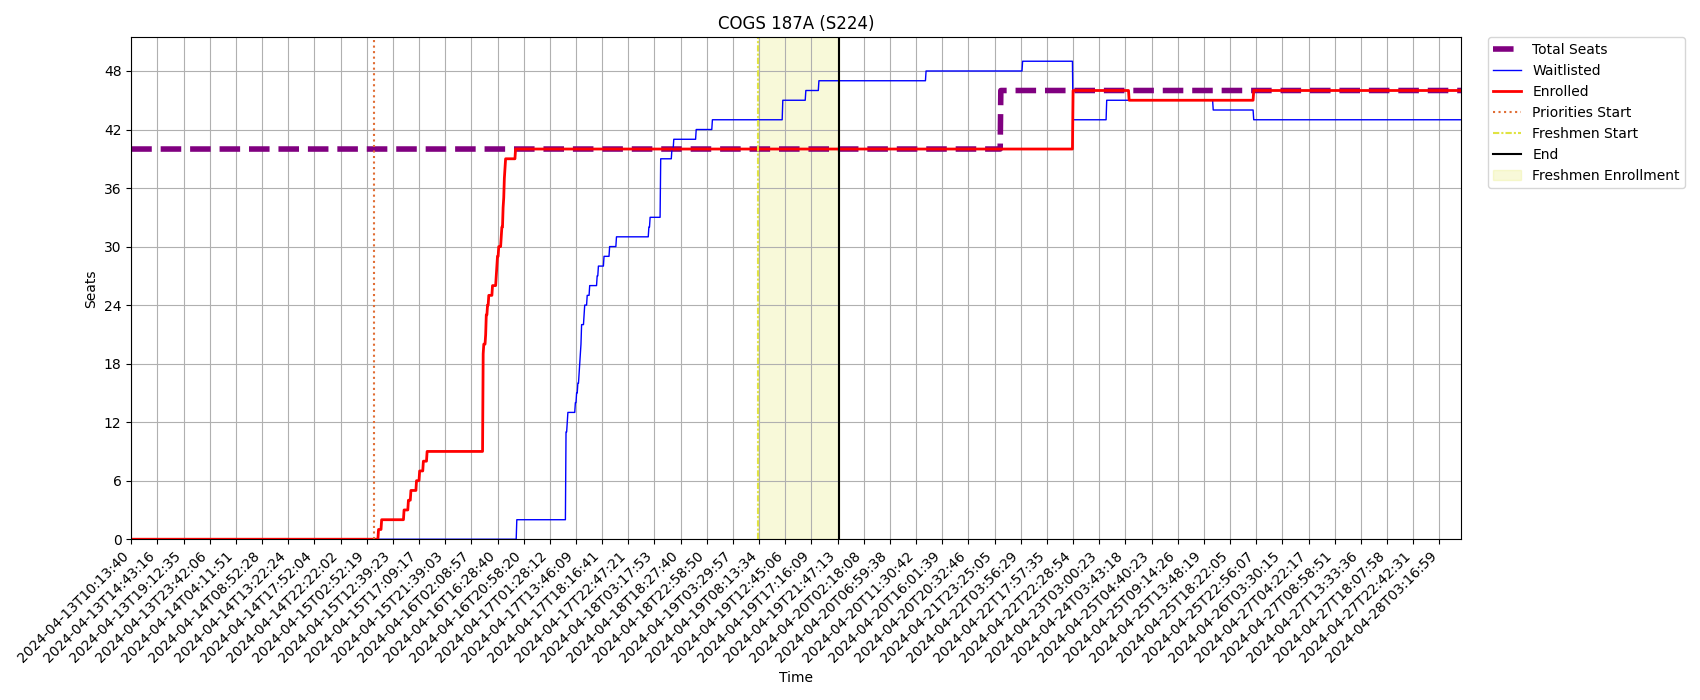 COGS 187A (S224)
Total Seats
Waitlisted
Enrolled
Priorities Start
Freshmen Start
End
Freshmen Enrollment
Seats
48
42
36
30
24
18
12
6
0
2024-04-13T10:13:40
2024-04-13T14:43:16
2024-04-13T19:12:35
2024-04-13T23:42:06
2024-04-14T04:11:51
2024-04-14T08:52:28
2024-04-14T13:22:24
2024-04-14T17:52:04
2024-04-14T22:22:02
2024-04-15T02:52:19
2024-04-15T12:39:23
2024-04-15T17:09:17
2024-04-15T21:39:03
2024-04-16T02:08:57
2024-04-16T16:28:40
2024-04-16T20:58:20
2024-04-17T01:28:12
2024-04-17T13:46:09
2024-04-17T18:16:41
2024-04-17T22:47:21
2024-04-18T03:17:53
2024-04-18T18:27:40
2024-04-18T22:58:50
2024-04-19T03:29:57
2024-04-19T08:13:34
2024-04-19T12:45:06
2024-04-19T17:16:09
2024-04-19T21:47:13
2024-04-20T02:18:08
2024-04-20T06:59:38
2024-04-20T11:30:42
2024-04-20T16:01:39
2024-04-20T20:32:46
2024-04-21T23:25:05
2024-04-22T03:56:29
2024-04-22T17:57:35
2024-04-22T22:28:54
2024-04-23T03:00:23
2024-04-24T03:43:18
2024-04-25T04:40:23
2024-04-25T09:14:26
2024-04-25T13:48:19
2024-04-25T18:22:05
2024-04-25T22:56:07
2024-04-26T03:30:15
2024-04-27T04:22:17
2024-04-27T08:58:51
2024-04-27T13:33:36
2024-04-27T18:07:58
2024-04-27T22:42:31
2024-04-28T03:16:59
Time